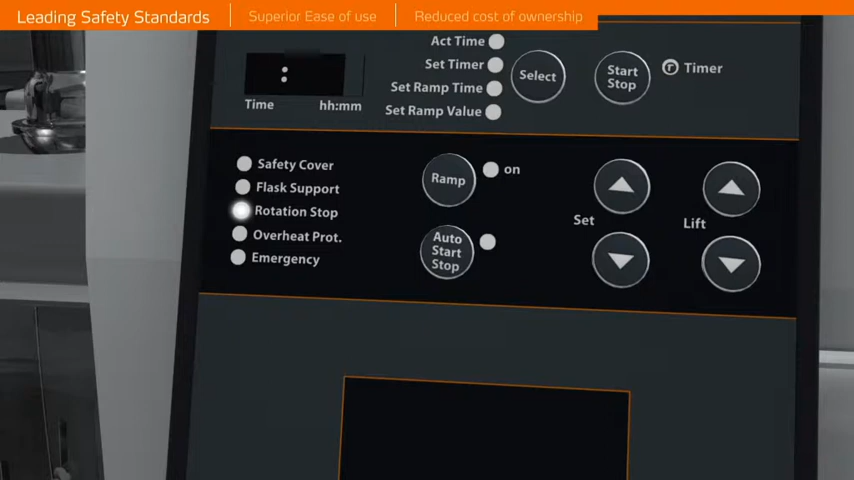 Leading Safety Standards
Superior Ease of use
Reduced cost of ownership
Act Time
Set Timer
Set Ramp Time
Set Ramp Value
Select
Start
Stop
Timer
:
Time
hh:mm
Safety Cover
Flask Support
Rotation Stop
Overheat Prot.
Emergency
Ramp
on
Auto
Start
Stop
Set
Lift